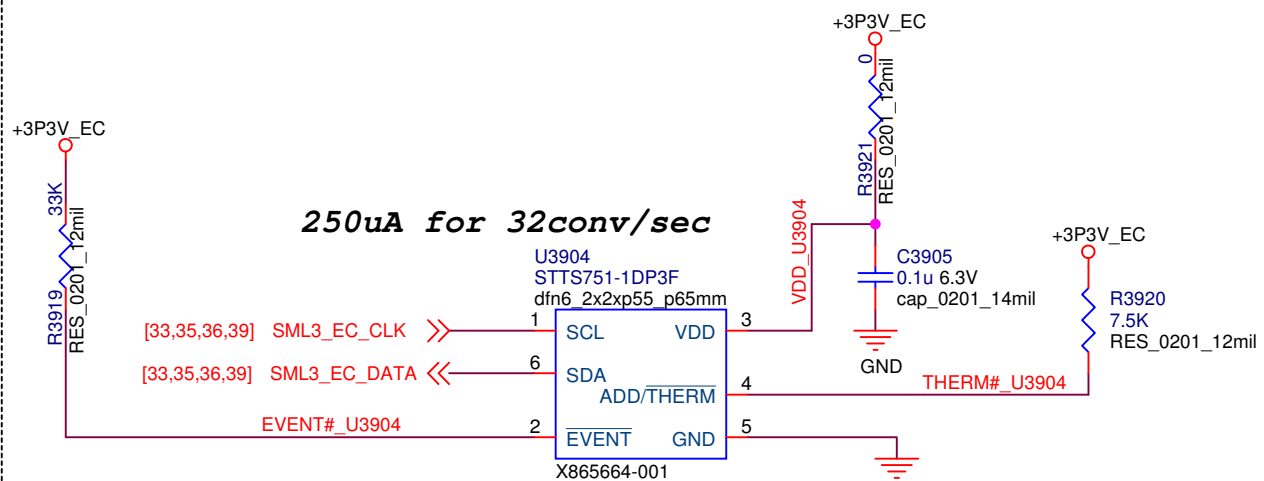 +3P3V_EC
0
R3921
RES_0201_12mil
+3P3V_EC
33K
R3919
RES_0201_12mil
250uA for 32conv/sec
VDD_U3904
+3P3V_EC
U3904
STTS751-1DP3F
dfn6_2x2xp55_p65mm
C3905
0.1u 6.3V
cap_0201_14mil
GND
R3920
7.5K
RES_0201_12mil
[33,35,36,39] SML3_EC_CLK
1 SCL
VDD 3
[33,35,36,39] SML3_EC_DATA
6 SDA
ADD/THERM 4
THERM#_U3904
EVENT#_U3904
2 EVENT
GND 5
X865664-001